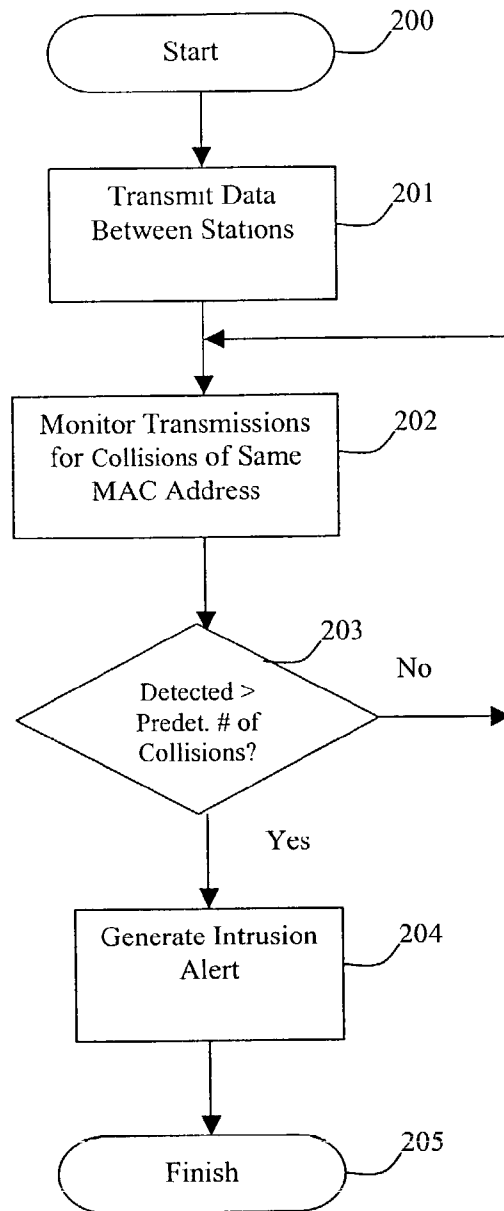 200
Start
Transmit Data
Between Stations
201
Monitor Transmissions
for Collisions of Same
MAC Address
202
203
Detected >
Predet. # of
Collisions?
No
Yes
Generate Intrusion
Alert
204
Finish
205